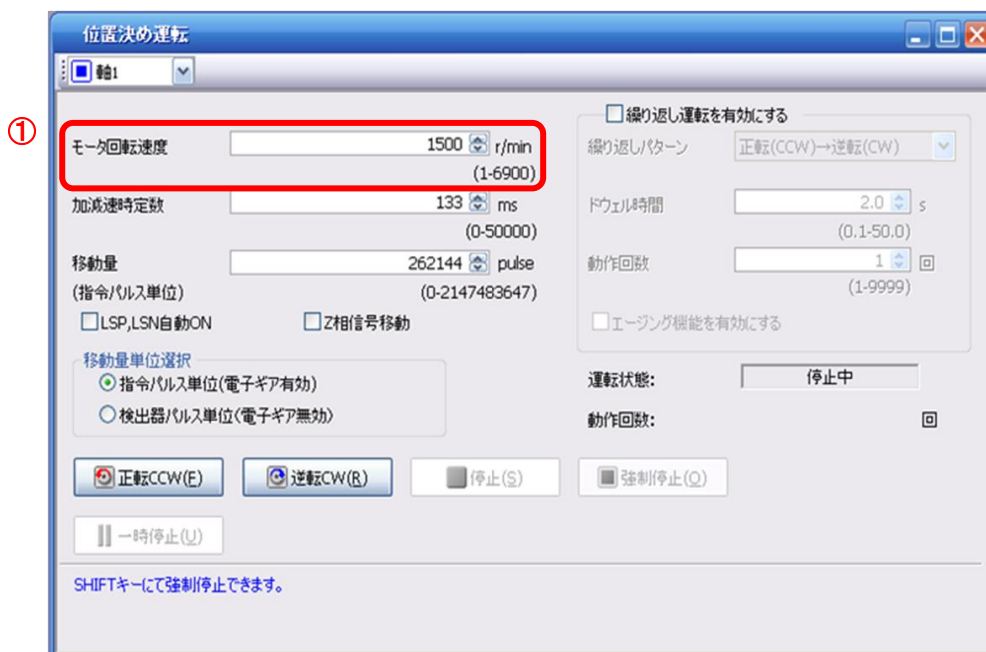 位置決め運転
軸1
①
モータ回転速度 1500 r/min
(1-6900)
加減速時定数 133 ms
(0-50000)
移動量 262144 pulse
(指令パルス単位) (0-2147483647)
LSP,LSN自動ON Z相信号移動
移動量単位選択
指令パルス単位(電子ギア有効)
検出器パルス単位(電子ギア無効)
繰り返し運転を有効にする
繰り返しパターン 正転(CCW)→逆転(CW)
ドウェル時間 2.0 s
(0.1-50.0)
動作回数 1 回
(1-9999)
エージング機能を有効にする
運転状態: 停止中
動作回数: 回
正転CCW(F) 逆転CW(R) 停止(S) 強制停止(O)
一時停止(U)
SHIFTキーにて強制停止できます。